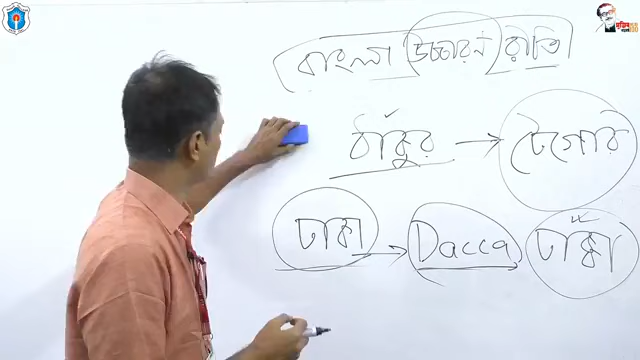 বাংলা উচ্চারণ রীতি
ঠাকুর → টেগোর
ঢাকা → Dacca ঢাক্কা